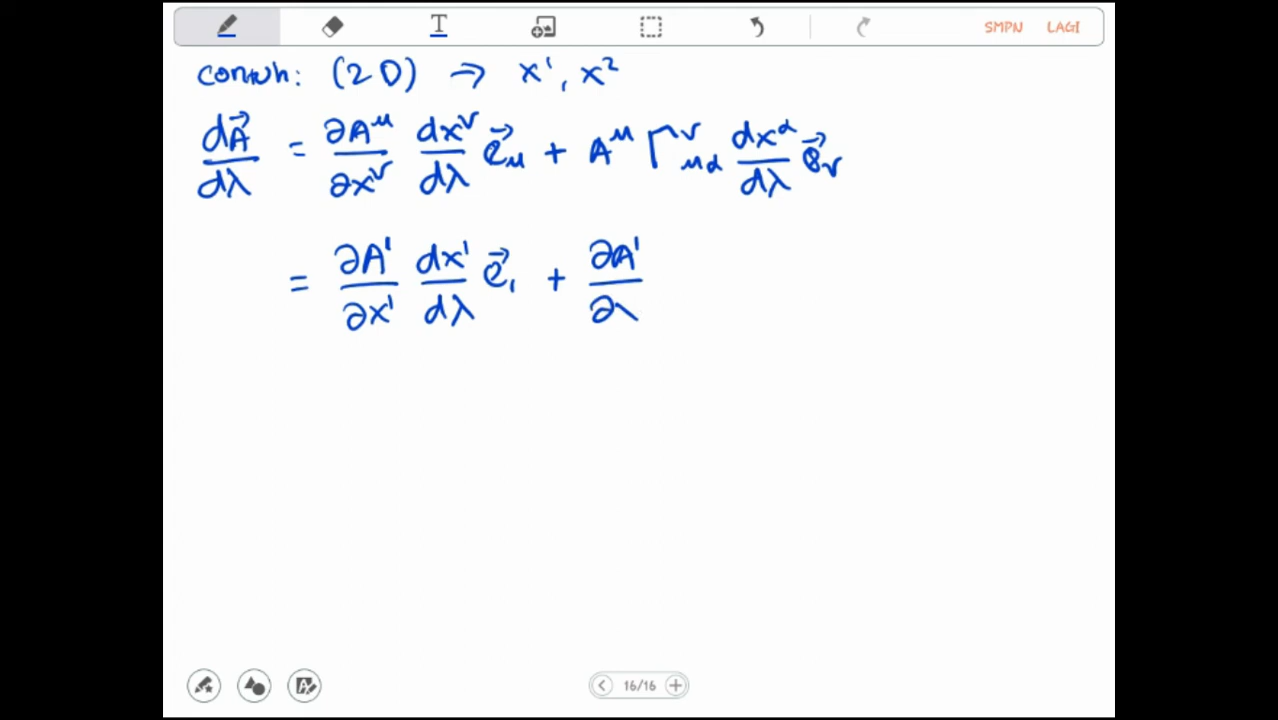 SMPN LAGI
contoh: (2D) → x¹, x²
dA⃗/dλ = ∂A^μ/∂x^ν dx^ν/dλ e⃗_μ + A^μ Γ^ν_μα dx^α/dλ e⃗_ν
= ∂A¹/∂x¹ dx¹/dλ e⃗₁ + ∂A¹/∂
16/16